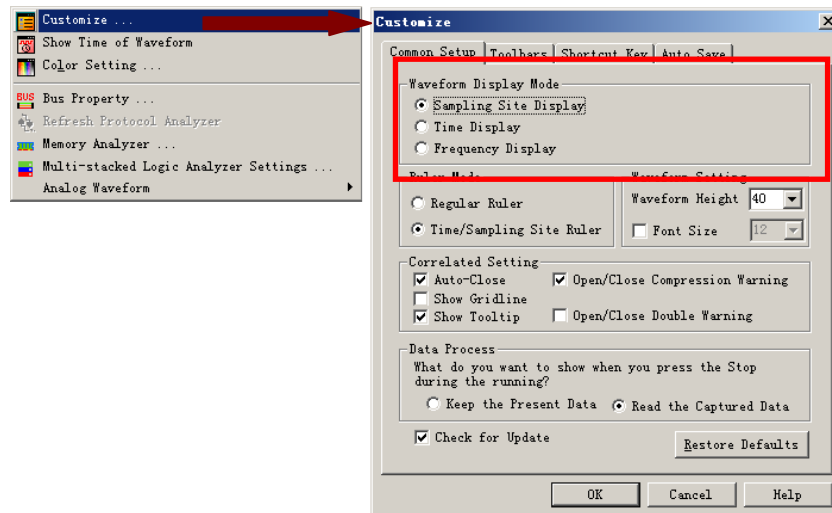 Customize ...
Show Time of Waveform
Color Setting ...
BUS Bus Property ...
Refresh Protocol Analyzer
Memory Analyzer ...
Multi-stacked Logic Analyzer Settings ...
Analog Waveform
Customize
Common Setup Toolbars Shortcut Key Auto Save
Waveform Display Mode
Sampling Site Display
Time Display
Frequency Display
Ruler Mode
Regular Ruler
Time/Sampling Site Ruler
Waveform Setting
Waveform Height 40
Font Size 12
Correlated Setting
Auto-Close Open/Close Compression Warning
Show Gridline
Show Tooltip Open/Close Double Warning
Data Process
What do you want to show when you press the Stop
during the running?
Keep the Present Data Read the Captured Data
Check for Update
Restore Defaults
OK Cancel Help